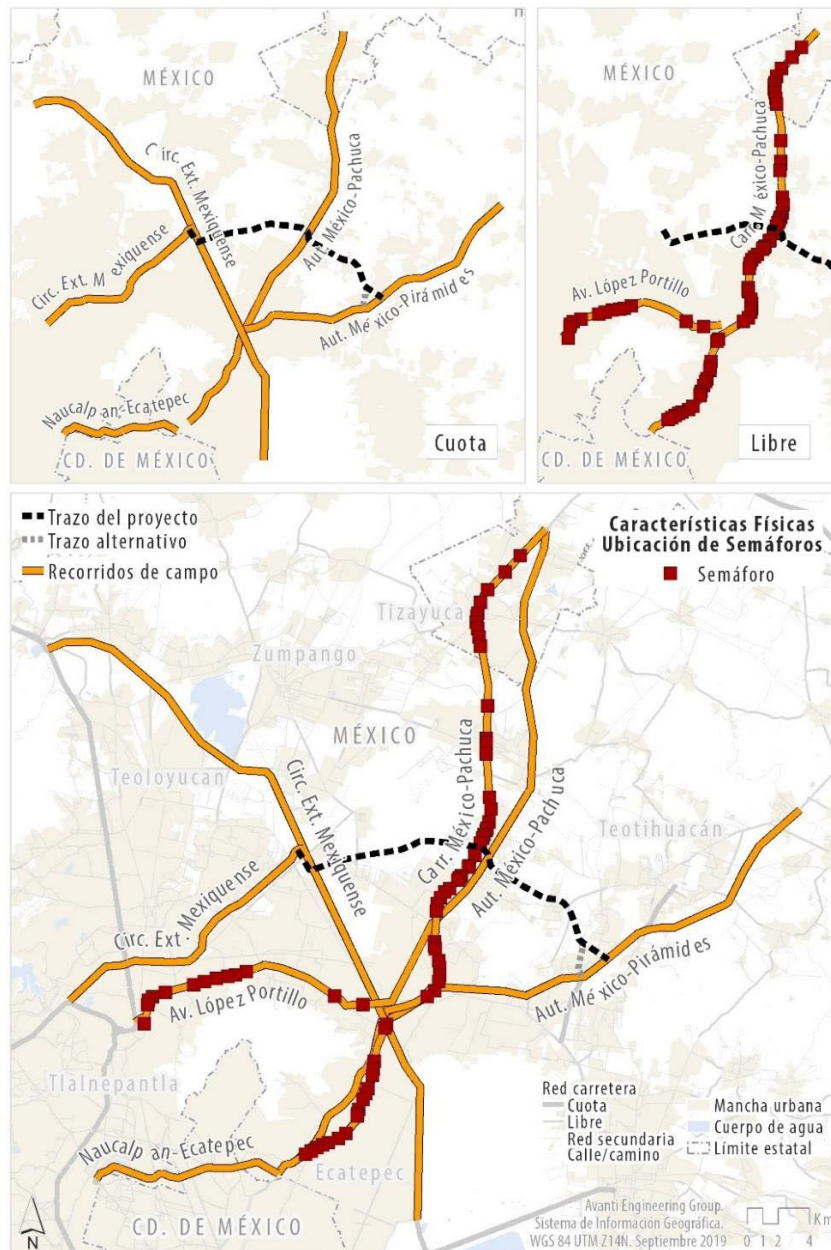 MÉXICO
Circ. Ext. Mexiquense
Aut. México-Pachuca
Circ. Ext. Mexiquense
Aut. México-Pirámides
Naucalpan-Ecatepec
CD. DE MÉXICO
Cuota
MÉXICO
Carr. México-Pachuca
Av. López Portillo
CD. DE MÉXICO
Libre
Trazo del proyecto
Trazo alternativo
Recorridos de campo
Características Físicas
Ubicación de Semáforos
Semáforo
Tizayuca
Zumpango
MÉXICO
Teoloyucan
Circ. Ext. Mexiquense
Carr. México-Pachuca
Aut. México-Pachuca
Teotihuacán
Circ. Ext. Mexiquense
Av. López Portillo
Aut. México-Pirámides
Tlalnepantla
Naucalpan-Ecatepec
Ecatepec
CD. DE MÉXICO
Red carretera
Cuota
Libre
Red secundaria
Calle/camino
Mancha urbana
Cuerpo de agua
Límite estatal
N
Avanti Engineering Group.
Sistema de Información Geográfica.
WGS 84 UTM Z14N. Septiembre 2019
Km
0 1 2 4